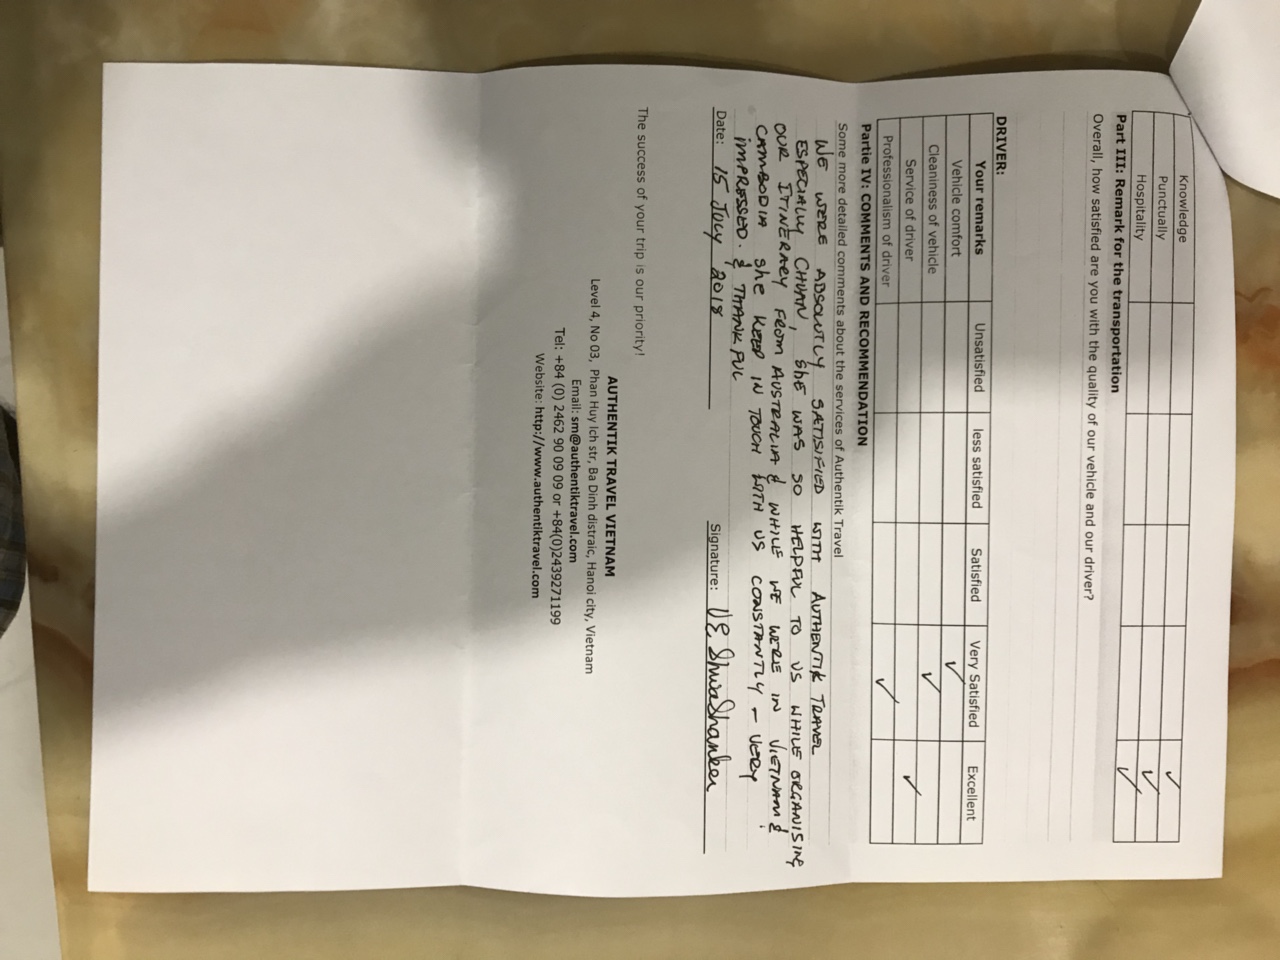 Knowledge ✓
Punctually ✓
Hospitality ✓
Part III: Remark for the transportation
Overall, how satisfied are you with the quality of our vehicle and our driver?
DRIVER:
Your remarks Unsatisfied less satisfied Satisfied Very Satisfied Excellent
Vehicle comfort ✓
Cleaniness of vehicle ✓
Service of driver ✓
Professionalism of driver ✓
Partie IV: COMMENTS AND RECOMMENDATION
Some more detailed comments about the services of Authentik Travel
WE WERE ABSOLUTLY SATISIFIED WITH AUTHENTIK TRAVEL
ESPECIALLY CHUAN, She WAS SO HELPFUL TO US WHILE ORGANISING
OUR ITINERARY FROM AUSTRALIA & WHILE WE WERE IN VIETNAM &
CAMBODIA She KEEP IN TOUCH WITH US CONSTANTLY - VERY
IMPRESSED. & THANKFUL
Date: 15 JULY 2018 Signature: VE ShwaShanker
The success of your trip is our priority!
AUTHENTIK TRAVEL VIETNAM
Level 4, No 03, Phan Huy Ich str, Ba Dinh distraic, Hanoi city, Vietnam
Email: sm@authentiktravel.com
Tel: +84 (0) 2462 90 09 09 or +84(0)2439271199
Website: http://www.authentiktravel.com